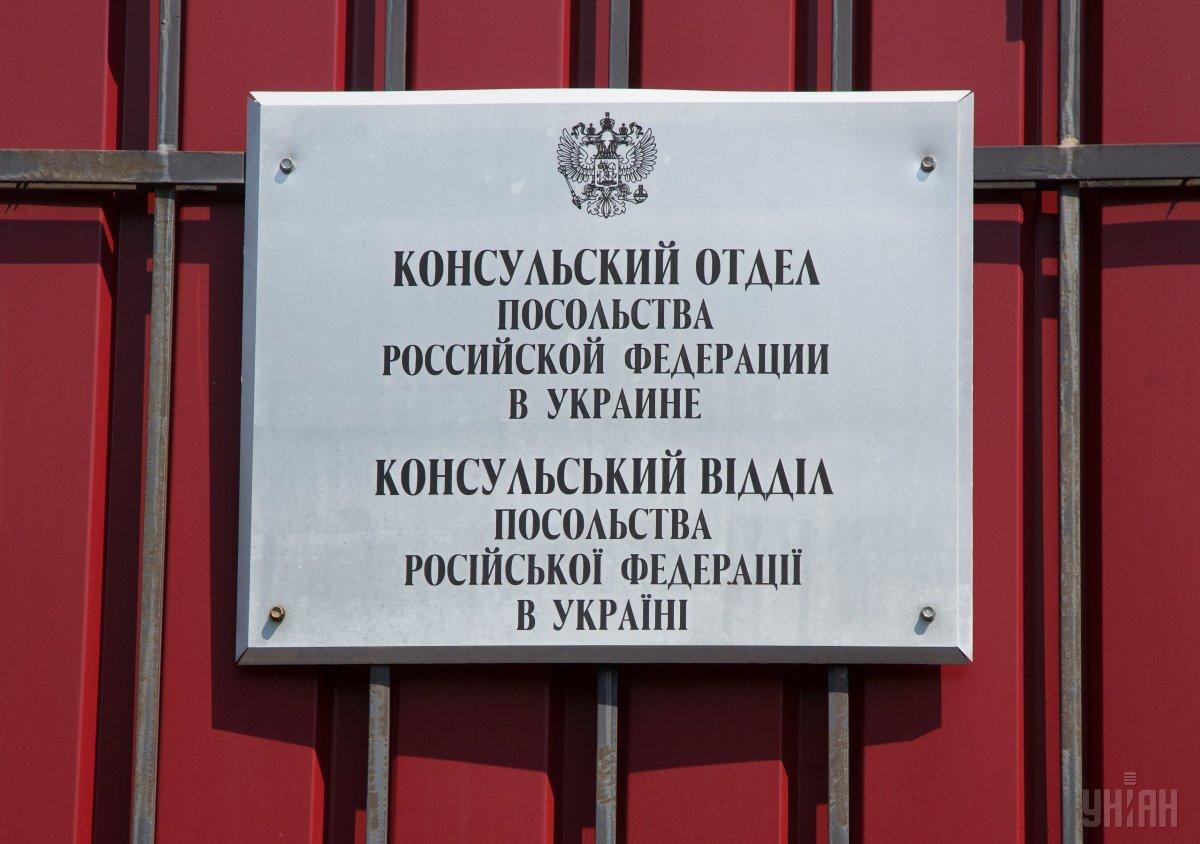 КОНСУЛЬСКИЙ ОТДЕЛ
ПОСОЛЬСТВА
РОССИЙСКОЙ ФЕДЕРАЦИИ
В УКРАИНЕ
КОНСУЛЬСЬКИЙ ВІДДІЛ
ПОСОЛЬСТВА
РОСІЙСЬКОЇ ФЕДЕРАЦІЇ
В УКРАЇНІ
УНІАН